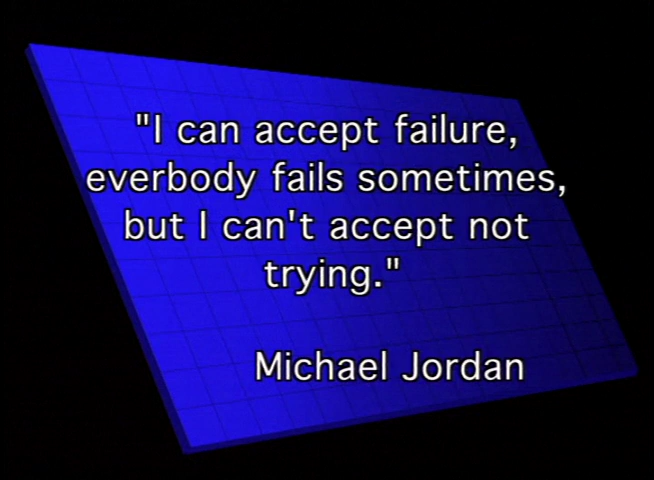 "I can accept failure,
everbody fails sometimes,
but I can't accept not
trying."
Michael Jordan